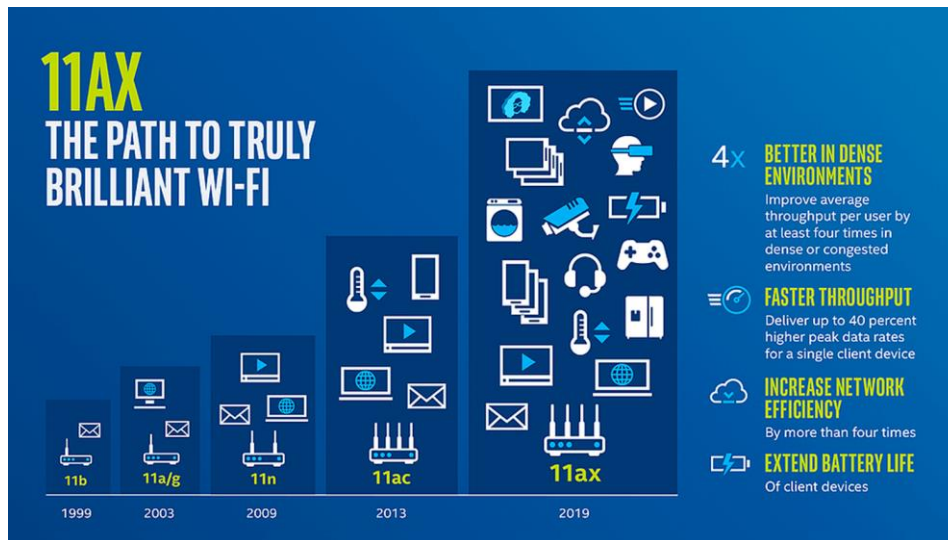 11AX
THE PATH TO TRULY
BRILLIANT WI-FI
11b
11a/g
11n
11ac
11ax
1999
2003
2009
2013
2019
4x
BETTER IN DENSE
ENVIRONMENTS
Improve average
throughput per user by
at least four times in
dense or congested
environments
FASTER THROUGHPUT
Deliver up to 40 percent
higher peak data rates
for a single client device
INCREASE NETWORK
EFFICIENCY
By more than four times
EXTEND BATTERY LIFE
Of client devices